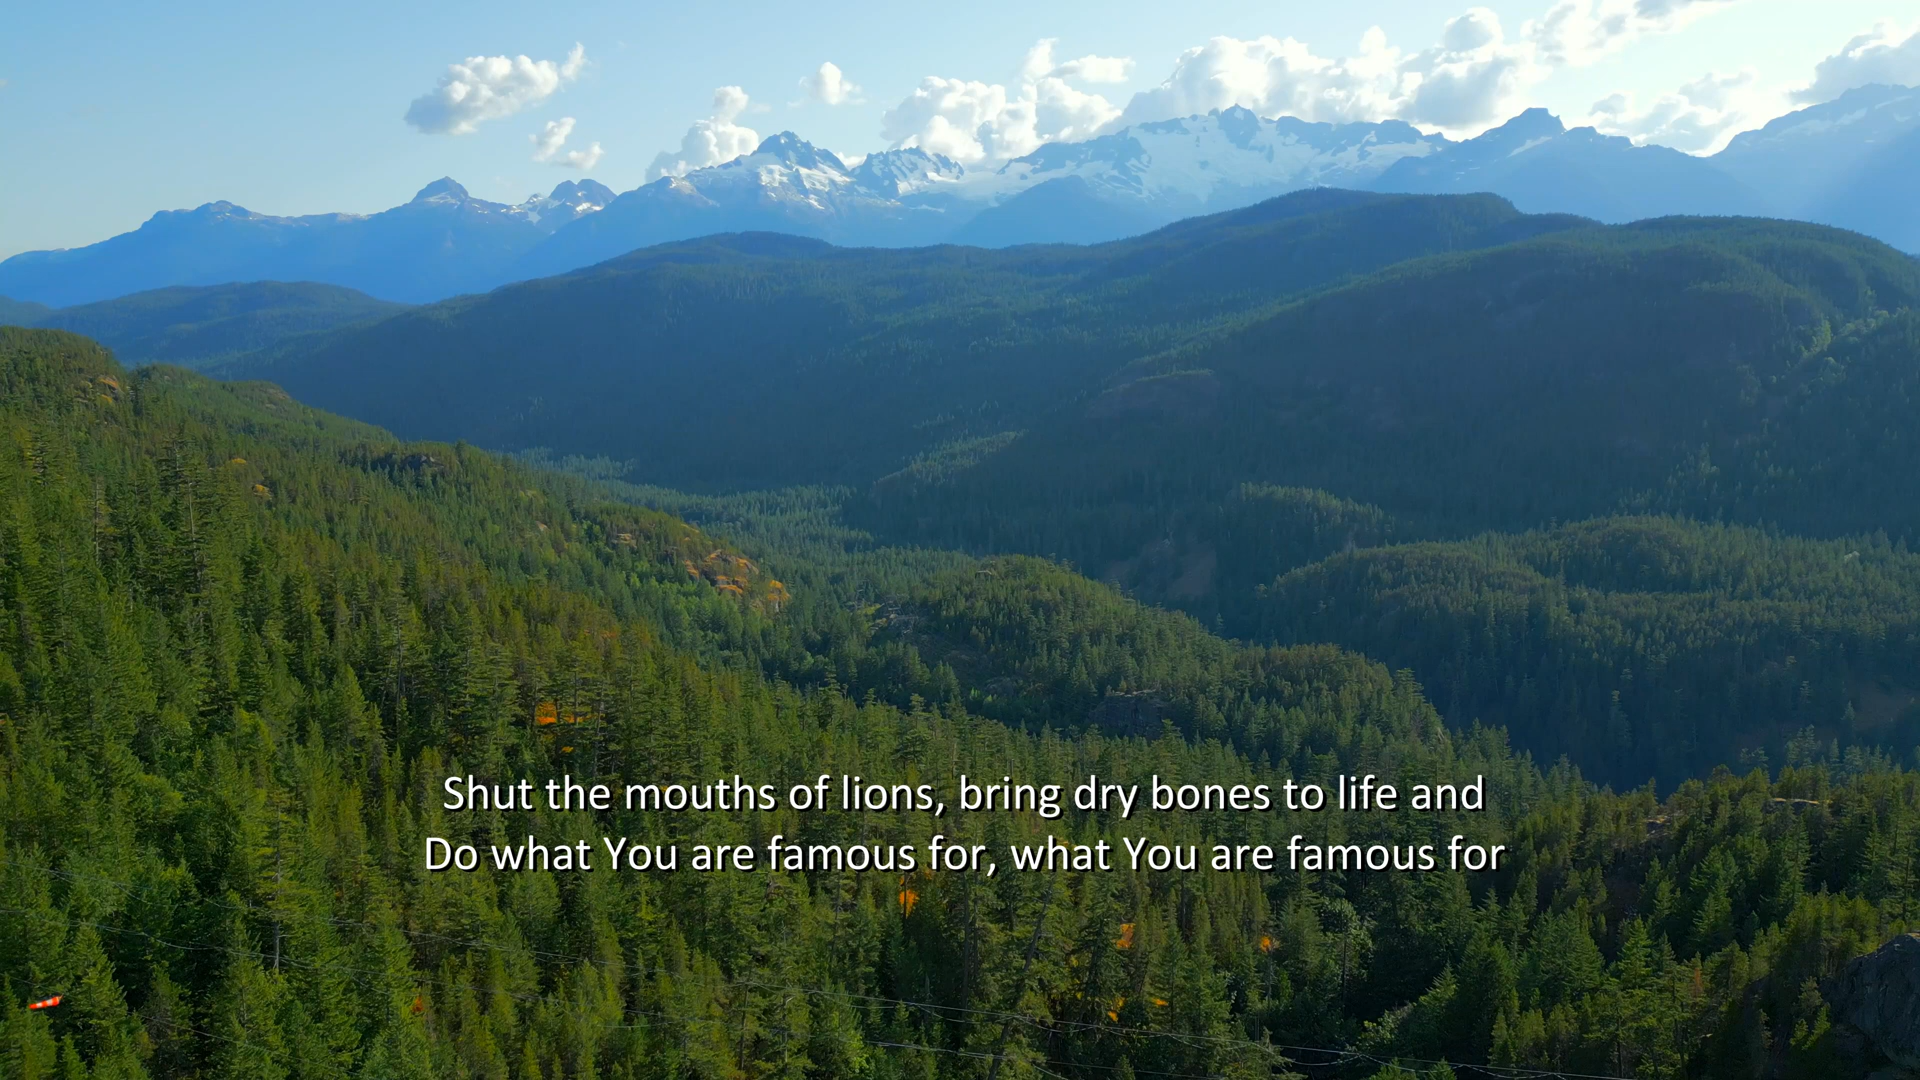 Shut the mouths of lions, bring dry bones to life and
Do what You are famous for, what You are famous for